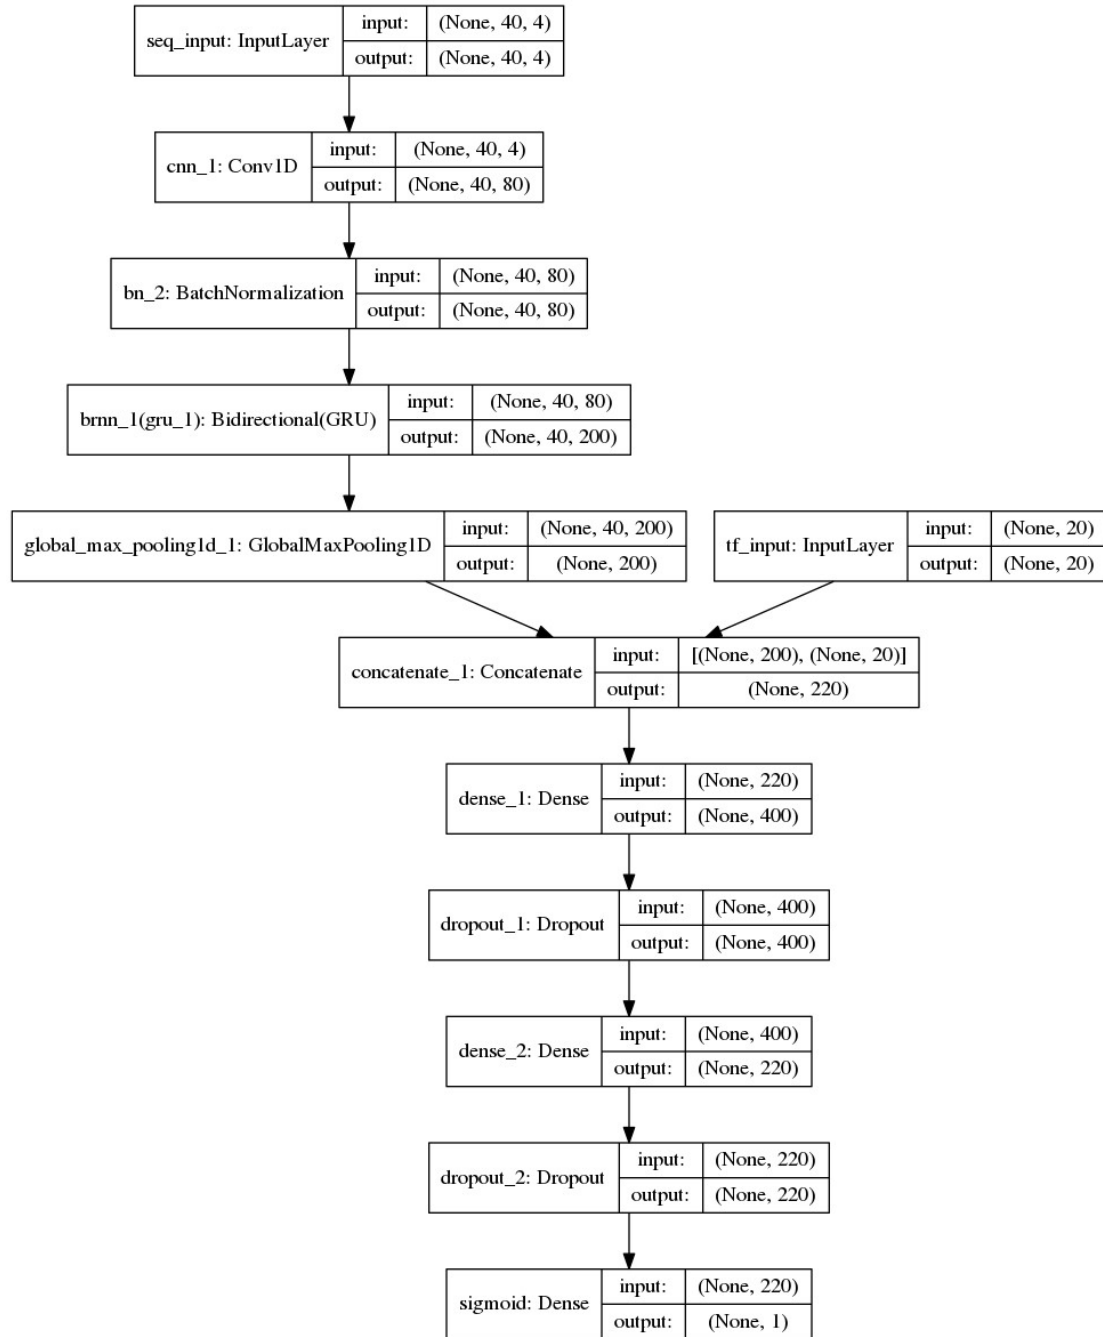 seq_input: InputLayer
input: (None, 40, 4)
output: (None, 40, 4)
cnn_1: Conv1D
input: (None, 40, 4)
output: (None, 40, 80)
bn_2: BatchNormalization
input: (None, 40, 80)
output: (None, 40, 80)
brnn_1(gru_1): Bidirectional(GRU)
input: (None, 40, 80)
output: (None, 40, 200)
global_max_pooling1d_1: GlobalMaxPooling1D
input: (None, 40, 200)
output: (None, 200)
tf_input: InputLayer
input: (None, 20)
output: (None, 20)
concatenate_1: Concatenate
input: [(None, 200), (None, 20)]
output: (None, 220)
dense_1: Dense
input: (None, 220)
output: (None, 400)
dropout_1: Dropout
input: (None, 400)
output: (None, 400)
dense_2: Dense
input: (None, 400)
output: (None, 220)
dropout_2: Dropout
input: (None, 220)
output: (None, 220)
sigmoid: Dense
input: (None, 220)
output: (None, 1)